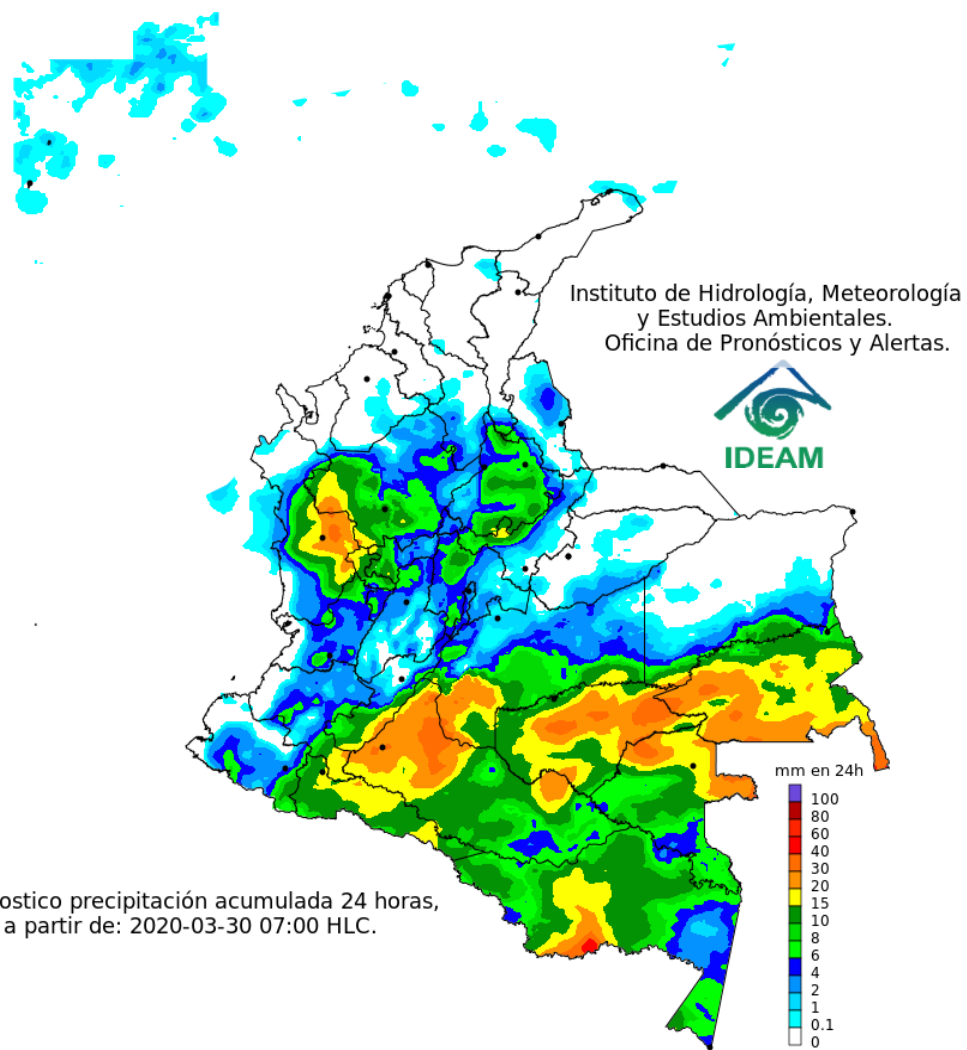 Instituto de Hidrología, Meteorología
y Estudios Ambientales.
Oficina de Pronósticos y Alertas.
IDEAM
mm en 24h
100
80
60
40
30
20
15
10
8
6
4
2
1
0.1
0
ostico precipitación acumulada 24 horas,
a partir de: 2020-03-30 07:00 HLC.